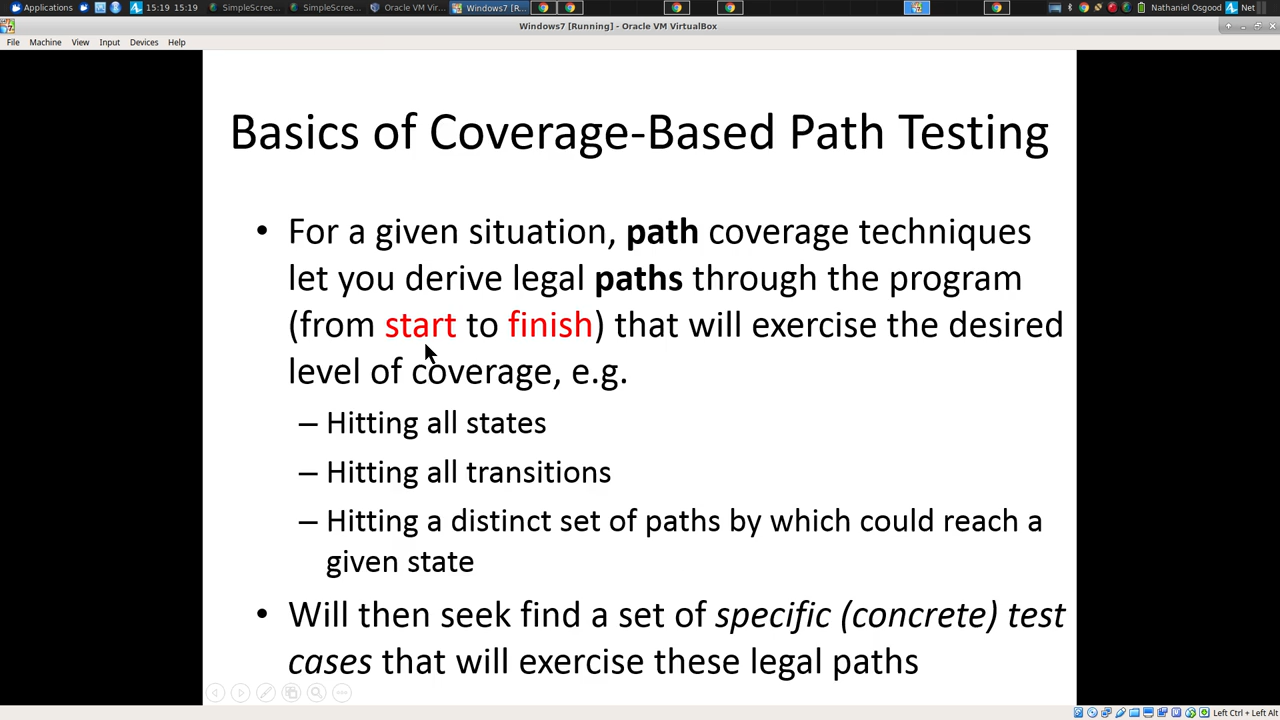 Applications 15:19 15:19 SimpleScree... SimpleScree... Oracle VM Vir... Windows7 [R... Nathaniel Osgood Net
Windows7 [Running] - Oracle VM VirtualBox
File Machine View Input Devices Help
Basics of Coverage-Based Path Testing
• For a given situation, path coverage techniques
let you derive legal paths through the program
(from start to finish) that will exercise the desired
level of coverage, e.g.
– Hitting all states
– Hitting all transitions
– Hitting a distinct set of paths by which could reach a
given state
• Will then seek find a set of specific (concrete) test
cases that will exercise these legal paths
Left Ctrl + Left Alt